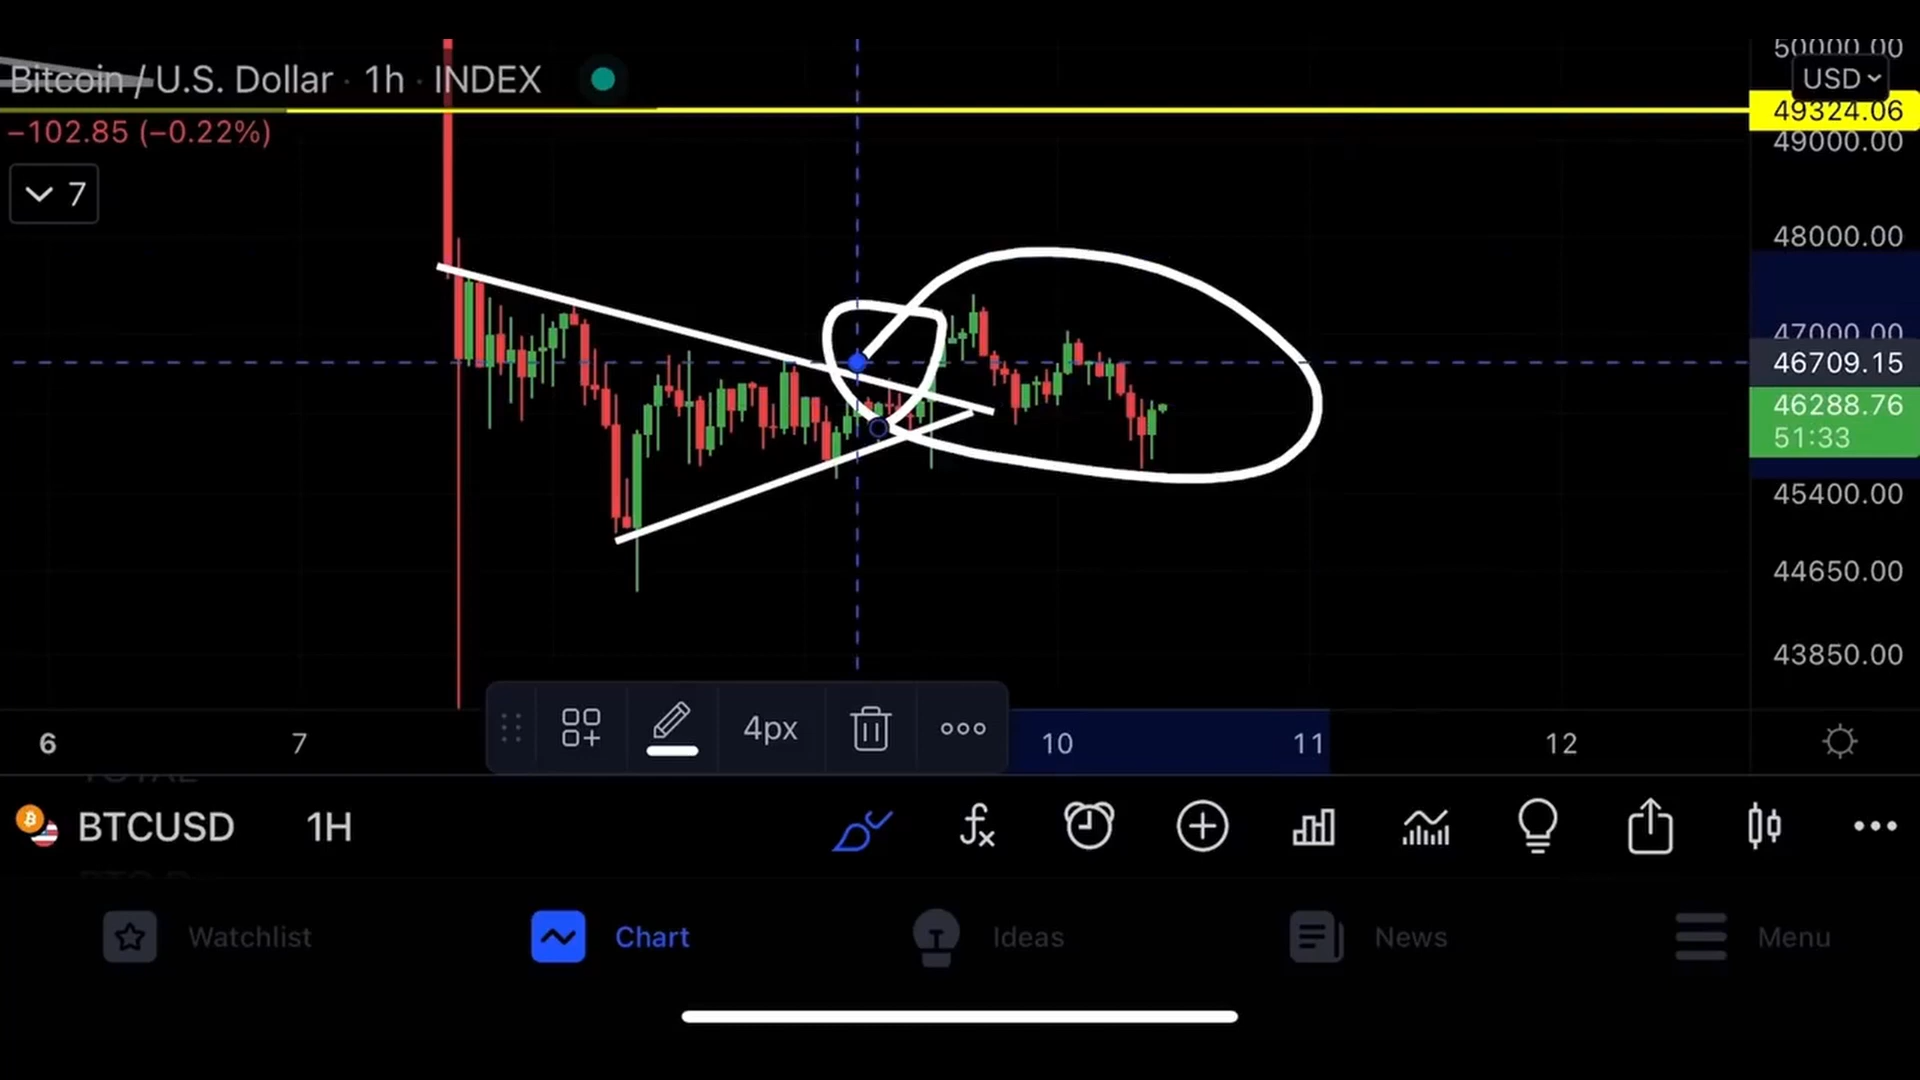 50000.00
Bitcoin / U.S. Dollar · 1h · INDEX
USD
49324.06
−102.85 (−0.22%)
49000.00
7
48000.00
47000.00
46709.15
46288.76
51:33
45400.00
44650.00
43850.00
4px
6 7 10 11 12
TOTAL
BTCUSD 1H
fx
Watchlist Chart Ideas News Menu